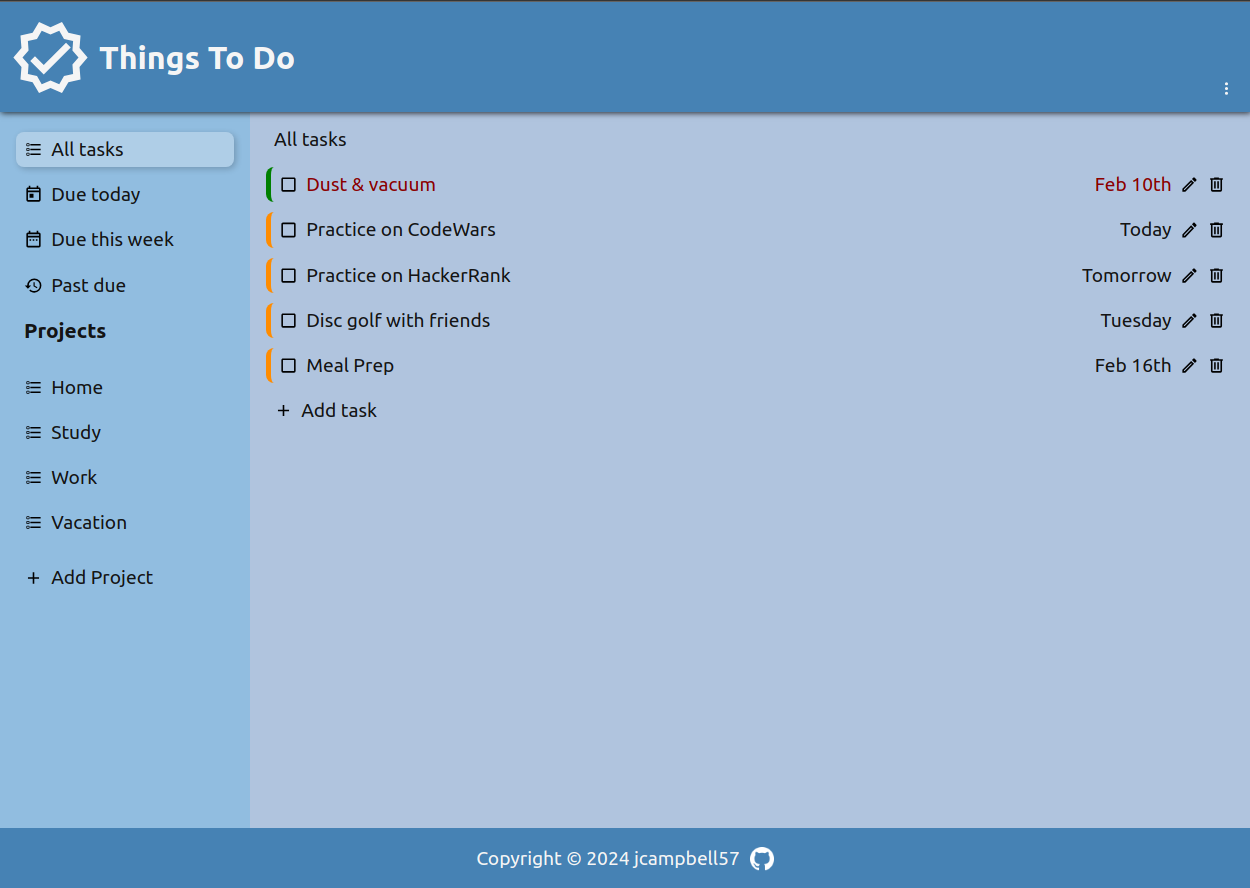 Things To Do
All tasks
Due today
Due this week
Past due
Projects
Home
Study
Work
Vacation
Add Project
All tasks
Dust & vacuum Feb 10th
Practice on CodeWars Today
Practice on HackerRank Tomorrow
Disc golf with friends Tuesday
Meal Prep Feb 16th
Add task
Copyright © 2024 jcampbell57